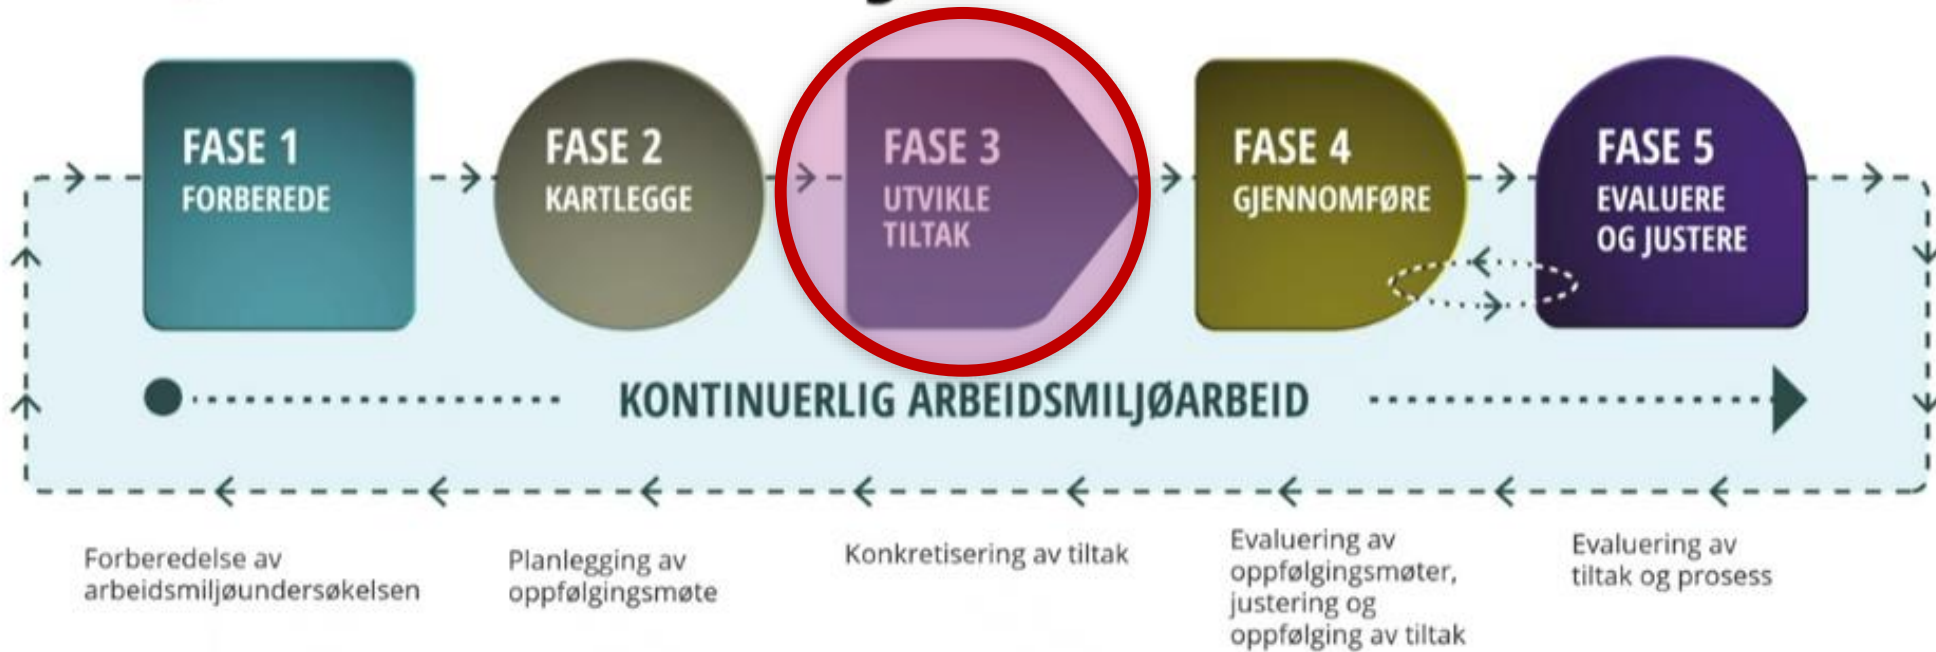 FASE 1
FORBEREDE
FASE 2
KARTLEGGE
FASE 3
UTVIKLE
TILTAK
FASE 4
GJENNOMFØRE
FASE 5
EVALUERE
OG JUSTERE
KONTINUERLIG ARBEIDSMILJØARBEID
Forberedelse av
arbeidsmiljøundersøkelsen
Planlegging av
oppfølgingsmøte
Konkretisering av tiltak
Evaluering av
oppfølgingsmøter,
justering og
oppfølging av tiltak
Evaluering av
tiltak og prosess